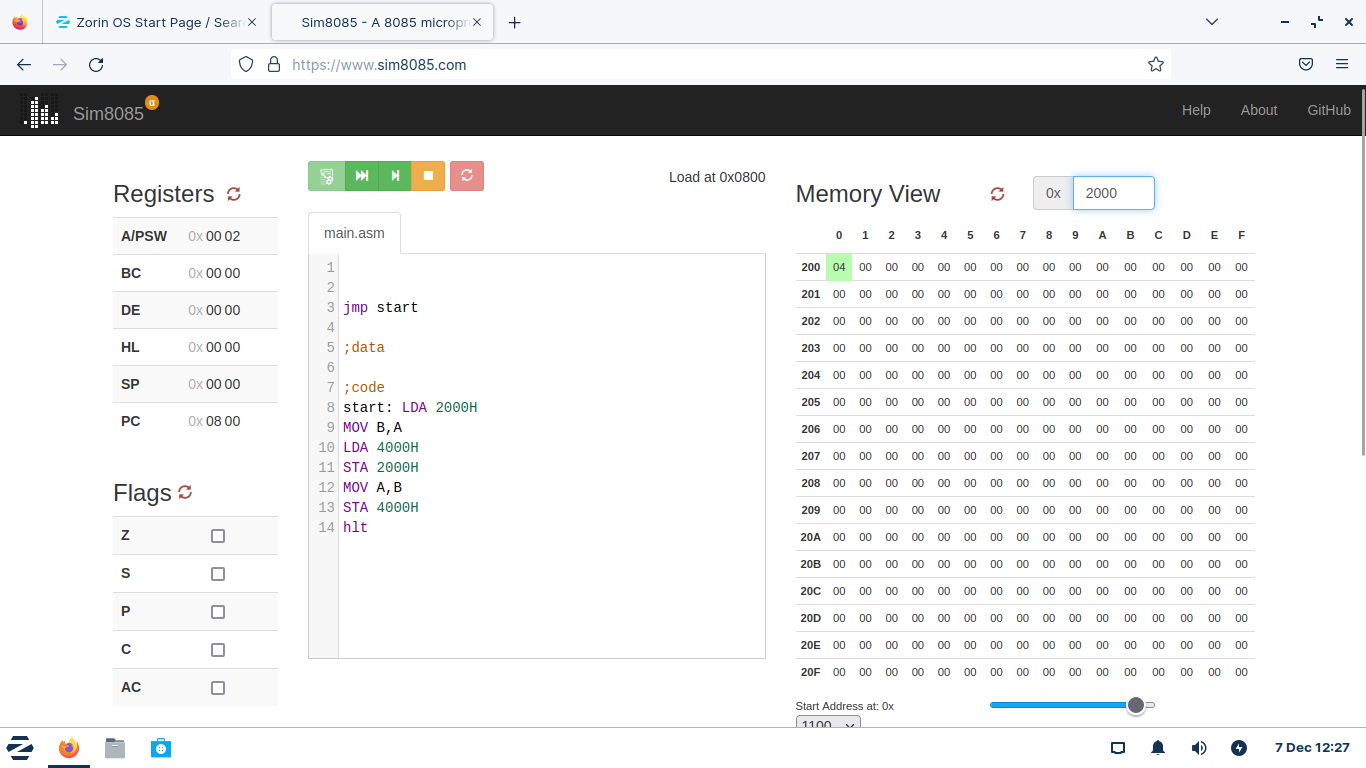 Zorin OS Start Page / Sear
Sim8085 - A 8085 micropr
https://www.sim8085.com
Sim8085 α
Help About GitHub
Registers
A/PSW 0x 00 02
BC 0x 00 00
DE 0x 00 00
HL 0x 00 00
SP 0x 00 00
PC 0x 08 00
Flags
Z
S
P
C
AC
Load at 0x0800
main.asm
1
2
3 jmp start
4
5 ;data
6
7 ;code
8 start: LDA 2000H
9 MOV B,A
10 LDA 4000H
11 STA 2000H
12 MOV A,B
13 STA 4000H
14 hlt
Memory View 0x 2000
0 1 2 3 4 5 6 7 8 9 A B C D E F
200 04 00 00 00 00 00 00 00 00 00 00 00 00 00 00 00
201 00 00 00 00 00 00 00 00 00 00 00 00 00 00 00 00
202 00 00 00 00 00 00 00 00 00 00 00 00 00 00 00 00
203 00 00 00 00 00 00 00 00 00 00 00 00 00 00 00 00
204 00 00 00 00 00 00 00 00 00 00 00 00 00 00 00 00
205 00 00 00 00 00 00 00 00 00 00 00 00 00 00 00 00
206 00 00 00 00 00 00 00 00 00 00 00 00 00 00 00 00
207 00 00 00 00 00 00 00 00 00 00 00 00 00 00 00 00
208 00 00 00 00 00 00 00 00 00 00 00 00 00 00 00 00
209 00 00 00 00 00 00 00 00 00 00 00 00 00 00 00 00
20A 00 00 00 00 00 00 00 00 00 00 00 00 00 00 00 00
20B 00 00 00 00 00 00 00 00 00 00 00 00 00 00 00 00
20C 00 00 00 00 00 00 00 00 00 00 00 00 00 00 00 00
20D 00 00 00 00 00 00 00 00 00 00 00 00 00 00 00 00
20E 00 00 00 00 00 00 00 00 00 00 00 00 00 00 00 00
20F 00 00 00 00 00 00 00 00 00 00 00 00 00 00 00 00
Start Address at: 0x
1100
7 Dec 12:27